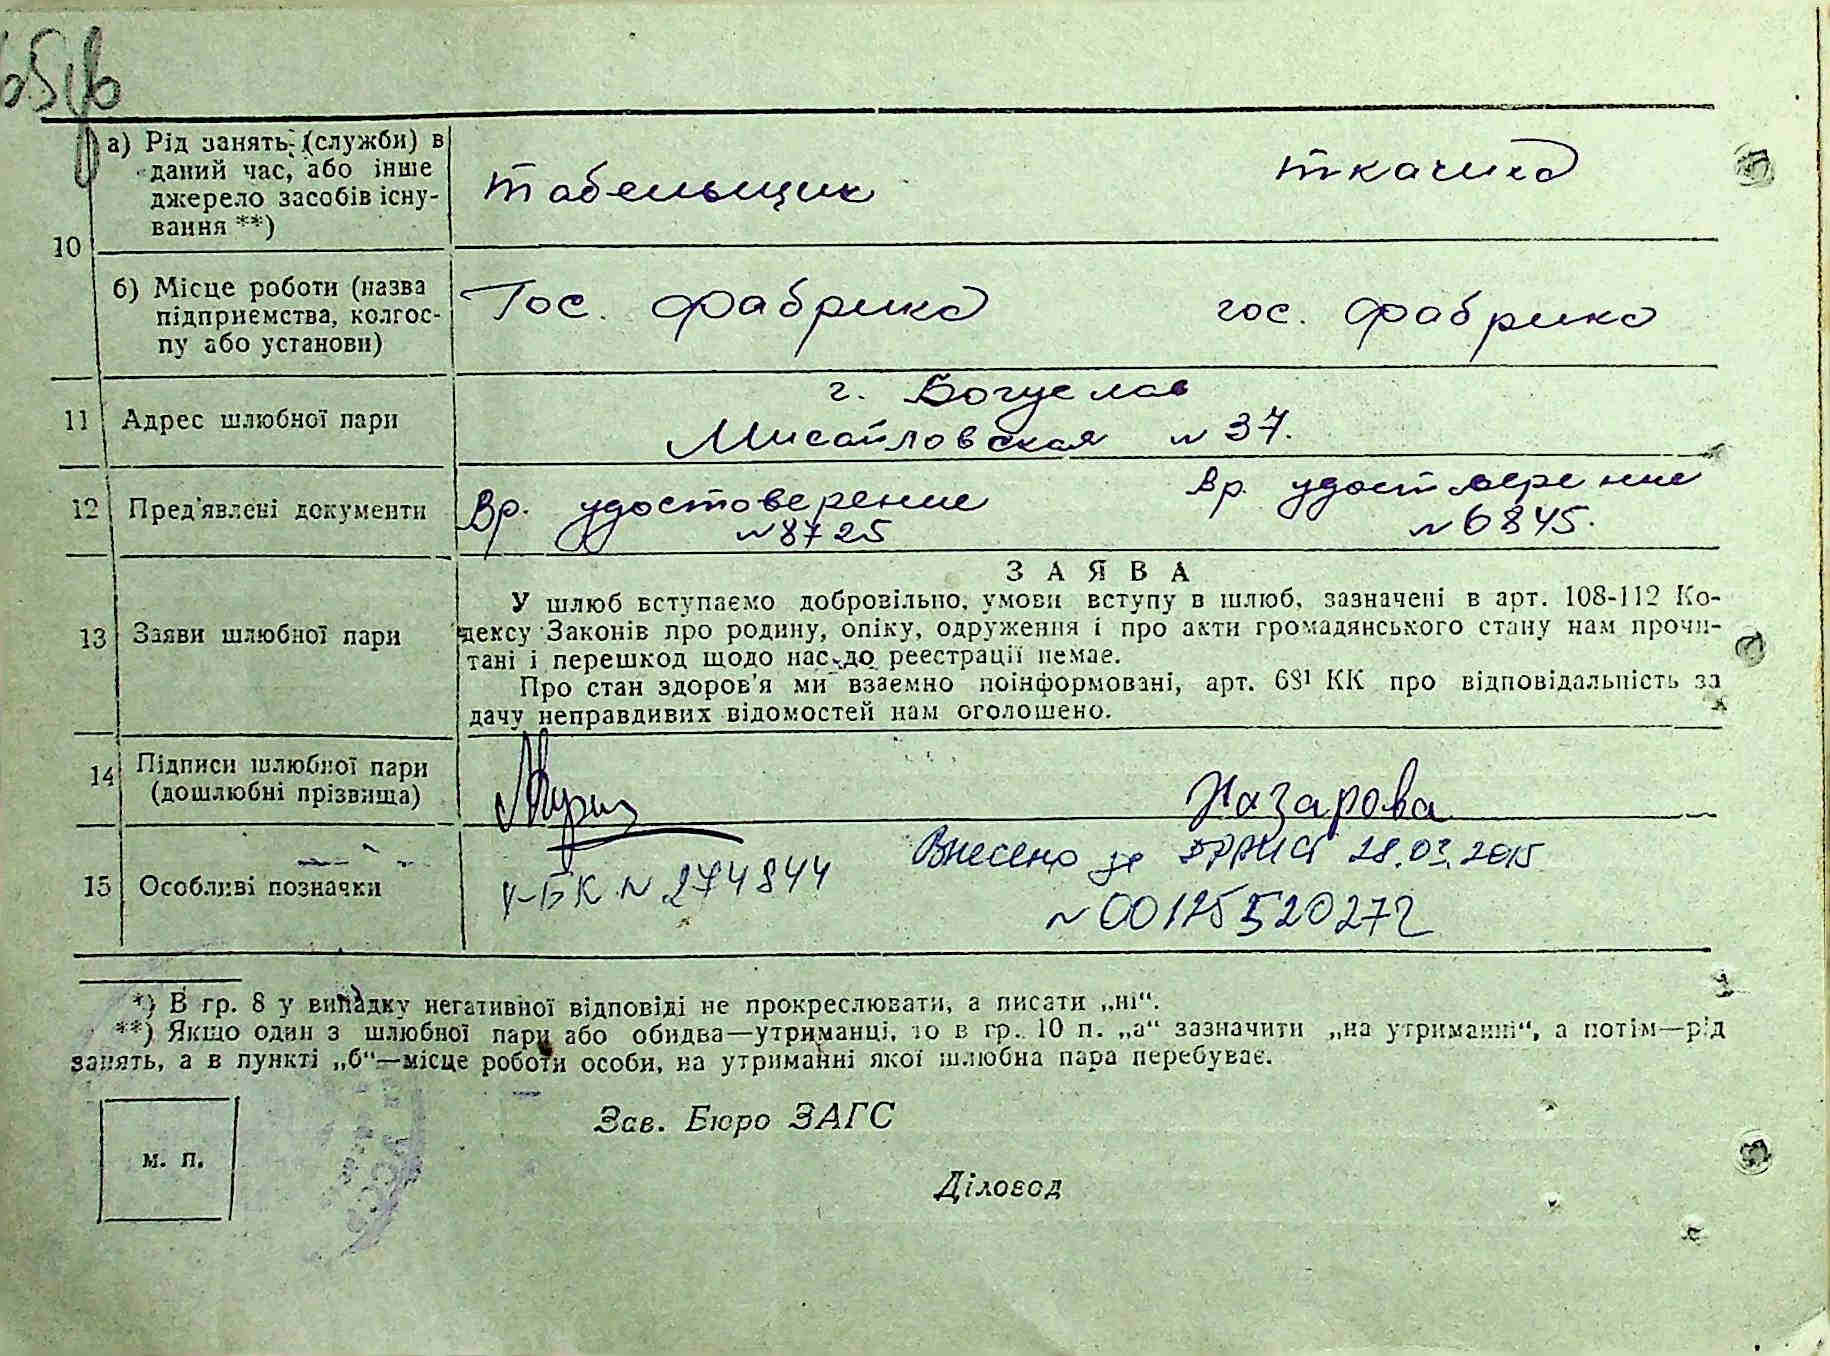 а) Рід занять (служби) в
даний час, або інше
джерело засобів існу-
вання **)
табельщик ткачиха
10
б) Місце роботи (назва
підприємства, колгос-
пу або установи)
Гос. фабрика гос. фабрика
11 Адрес шлюбної пари
г. Богуслав
Мисайловская № 37.
12 Пред'явлені документи
Вр. удостоверение вр. удостоверение
№ 8725 № 6845.
13 Заяви шлюбної пари
ЗАЯВА
У шлюб вступаємо добровільно, умови вступу в шлюб, зазначені в арт. 108-112 Ко-
дексу Законів про родину, опіку, одруження і про акти громадянського стану нам прочи-
тані і перешкод щодо нас до реєстрації немає.
Про стан здоров'я ми взаємно поінформовані, арт. 68¹ КК про відповідальність за
дачу неправдивих відомостей нам оголошено.
14 Підписи шлюбної пари
(дошлюбні прізвища)
Назарова
15 Особливі позначки
У-БК № 274844
Внесено до ДРАЦС 28.03.2015
№ 00125520272
*) В гр. 8 у випадку негативної відповіді не прокреслювати, а писати „ні“.
**) Якщо один з шлюбної пари або обидва—утриманці, то в гр. 10 п. „а“ зазначити „на утриманні“, а потім—рід
занять, а в пункті „б“—місце роботи особи, на утриманні якої шлюбна пара перебуває.
Зав. Бюро ЗАГС
м. п.
Діловод